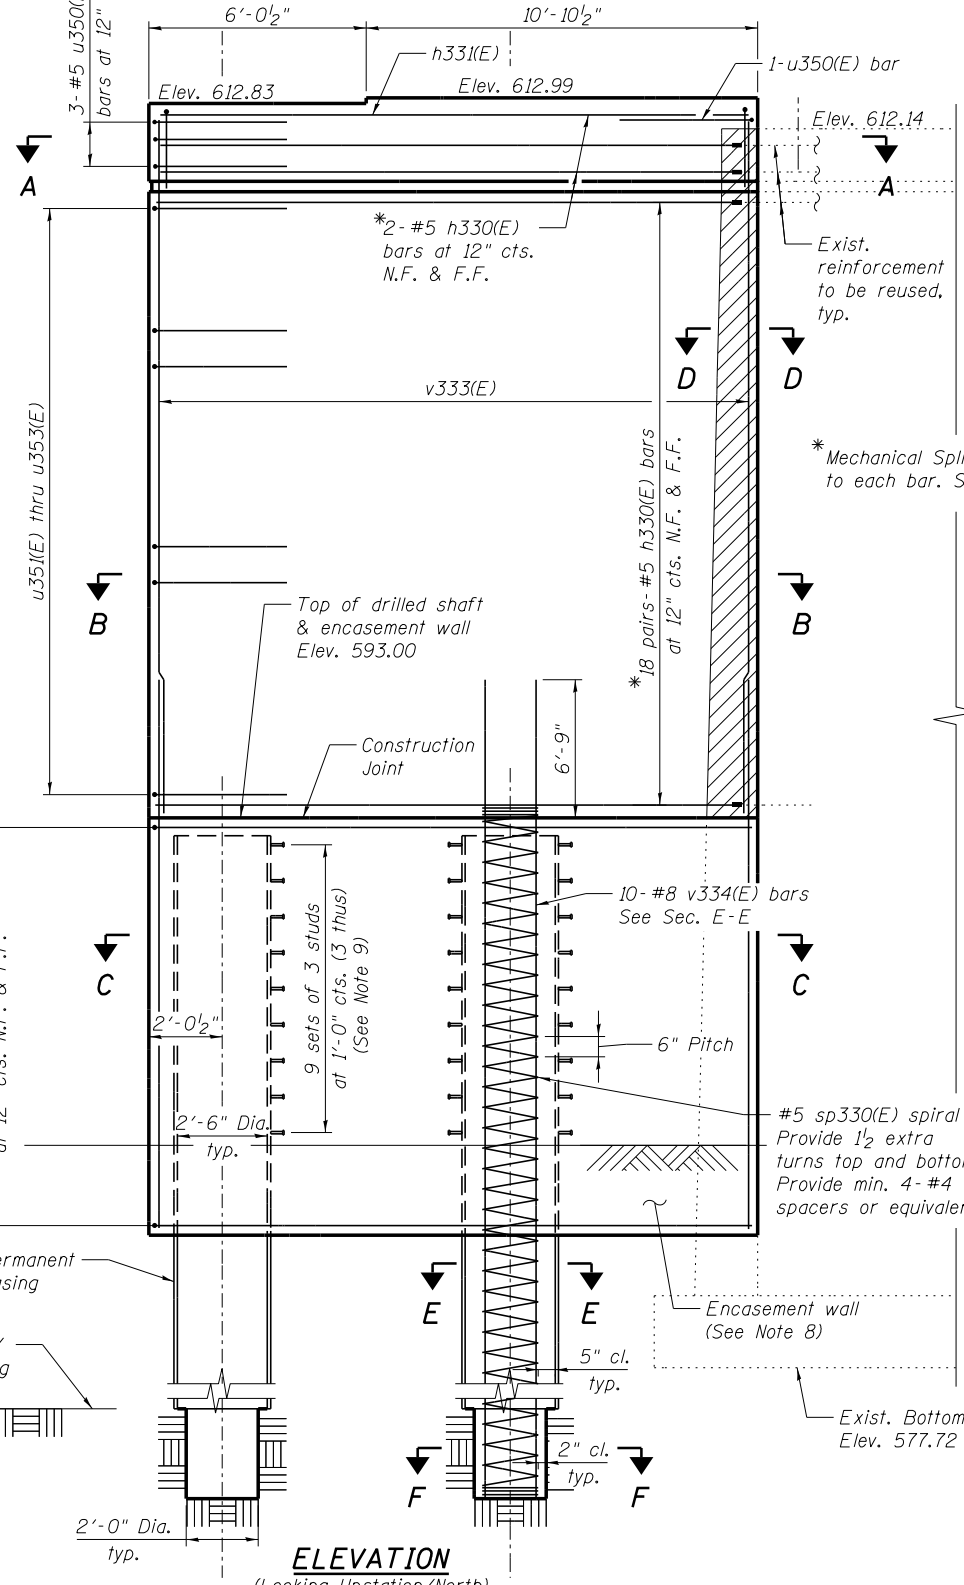 6'-0½"
10'-10½"
3-#5 u350(
bars at 12"
h331(E)
1-u350(E) bar
Elev. 612.83
Elev. 612.99
Elev. 612.14
A
A
*2-#5 h330(E)
bars at 12" cts.
N.F. & F.F.
Exist.
reinforcement
to be reused,
typ.
D
D
v333(E)
u351(E) thru u353(E)
*18 pairs-#5 h330(E) bars
at 12" cts. N.F. & F.F.
*Mechanical Spli
to each bar. S
B
B
Top of drilled shaft
& encasement wall
Elev. 593.00
Construction
Joint
6'-9"
10-#8 v334(E) bars
See Sec. E-E
C
C
9 sets of 3 studs
at 1'-0" cts. (3 thus)
(See Note 9)
cts. N.F. & F.F.
2'-0½"
6" Pitch
2'-6" Dia.
typ.
#5 sp330(E) spiral
Provide 1½ extra
turns top and botto
Provide min. 4-#4
spacers or equivale
ermanent
sing
E
E
Encasement wall
(See Note 8)
5" cl.
typ.
g
Exist. Bottom
Elev. 577.72
F
F
2" cl.
typ.
2'-0" Dia.
typ.
ELEVATION
(Looking Upstation/North)